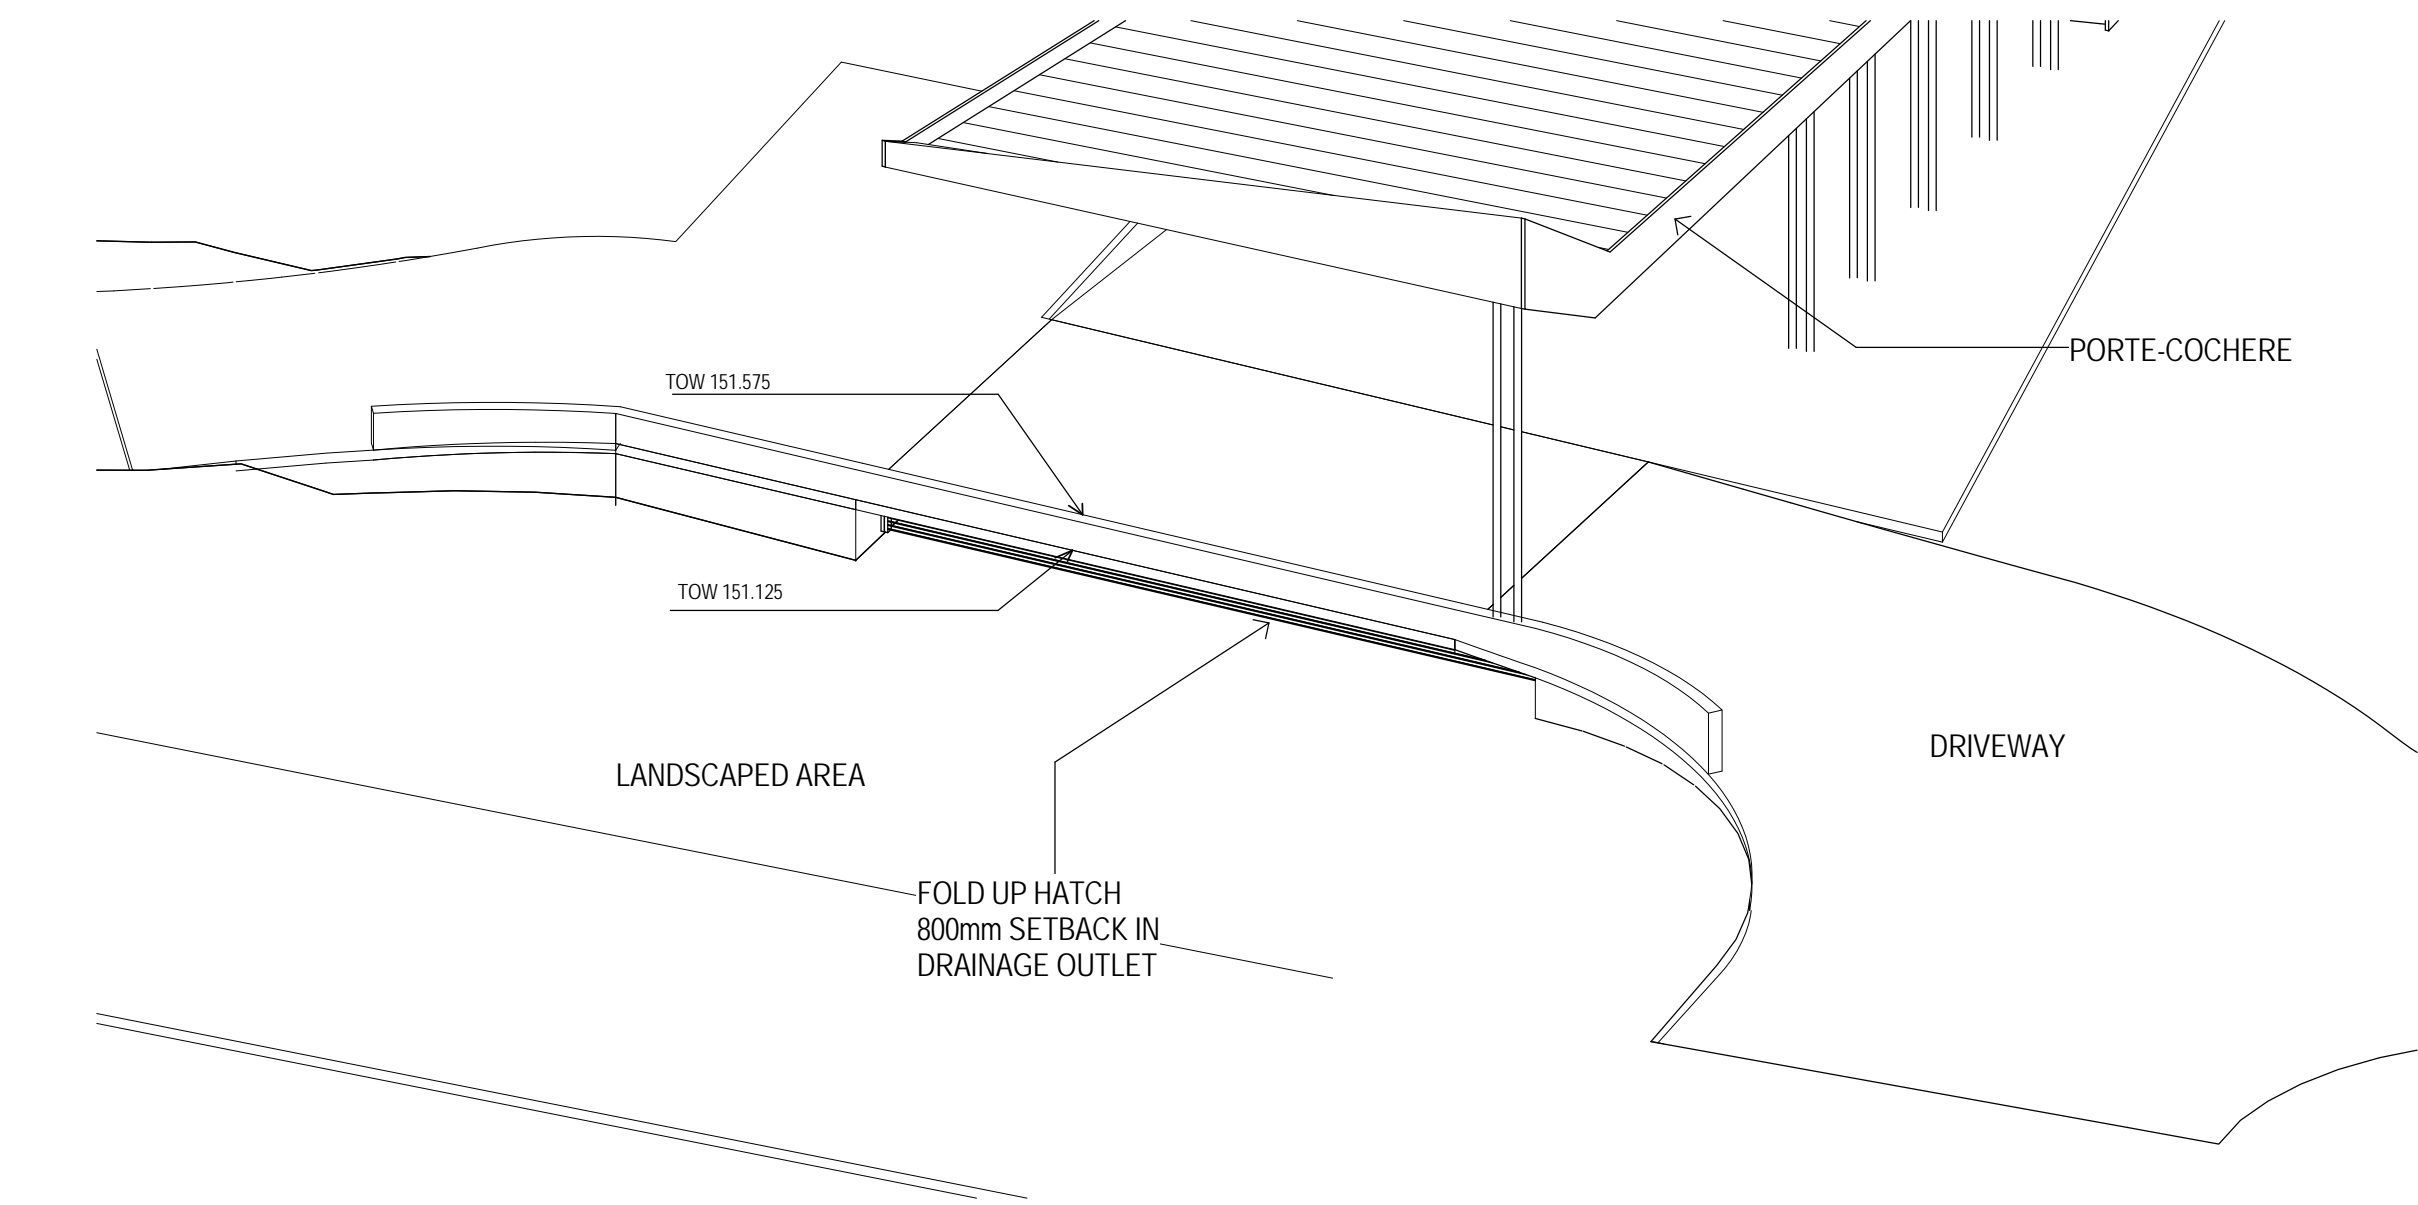 PORTE-COCHERE
TOW 151.575
TOW 151.125
DRIVEWAY
LANDSCAPED AREA
FOLD UP HATCH
800mm SETBACK IN
DRAINAGE OUTLET